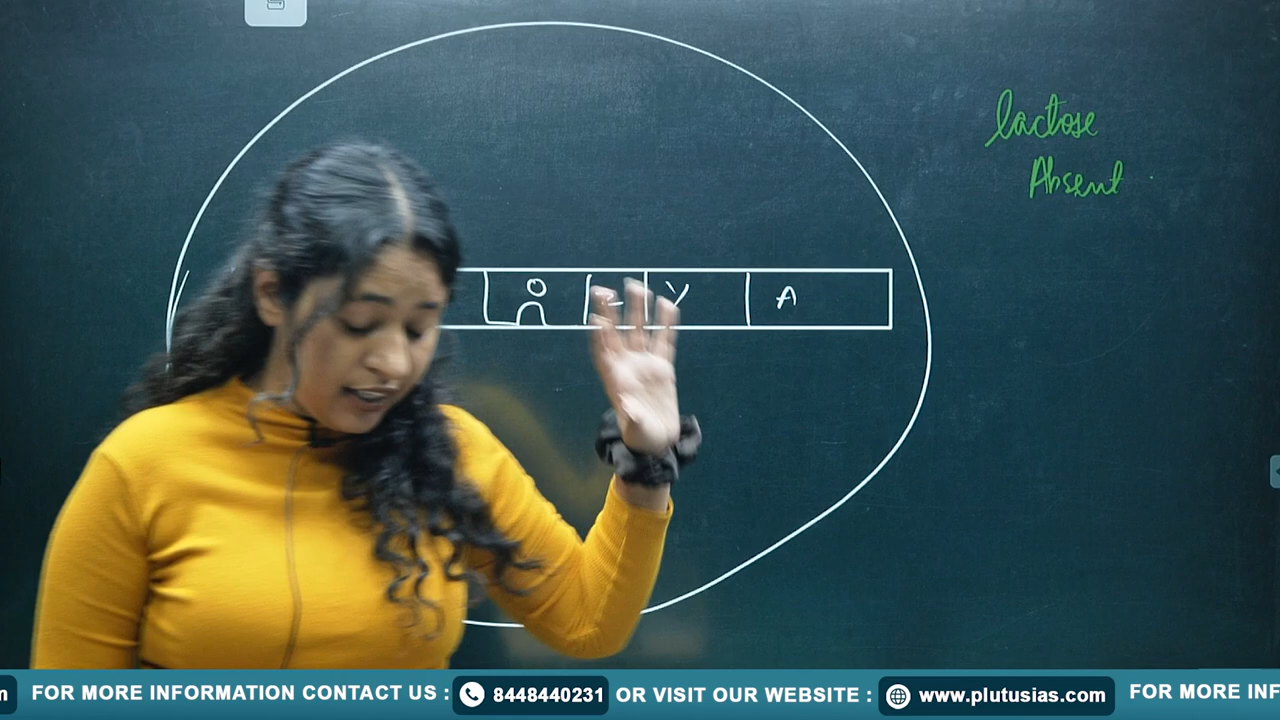 lactose
Absent
O Z Y A
m FOR MORE INFORMATION CONTACT US : 8448440231 OR VISIT OUR WEBSITE : www.plutusias.com FOR MORE INF